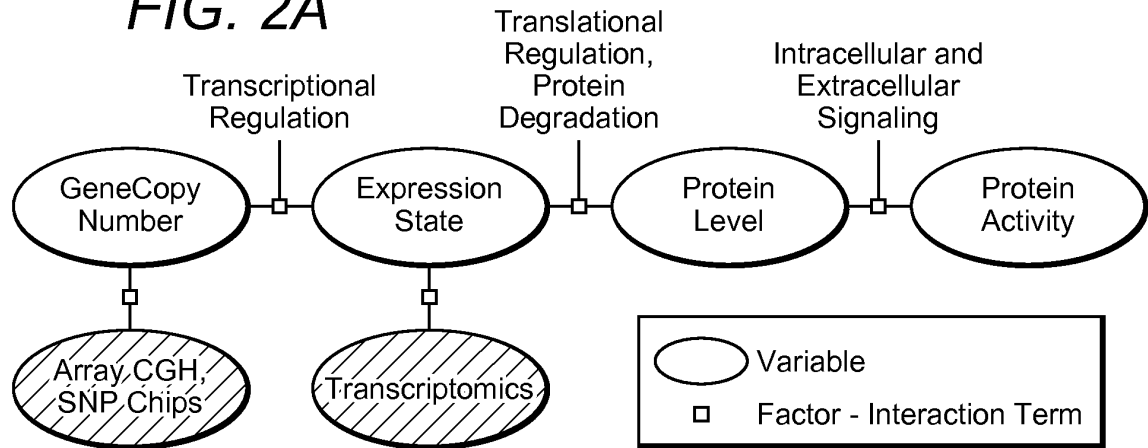 FIG. 2A
Transcriptional
Regulation
Translational
Regulation,
Protein
Degradation
Intracellular and
Extracellular
Signaling
GeneCopy
Number
Expression
State
Protein
Level
Protein
Activity
Array CGH,
SNP Chips
Transcriptomics
Variable
Factor - Interaction Term